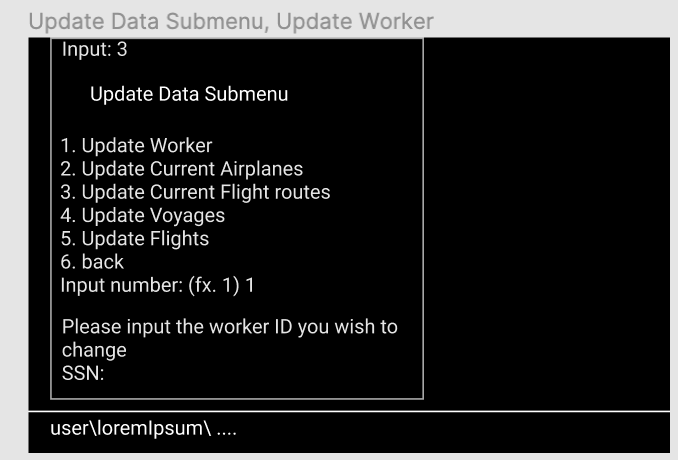 Update Data Submenu, Update Worker
Input: 3
Update Data Submenu
1. Update Worker
2. Update Current Airplanes
3. Update Current Flight routes
4. Update Voyages
5. Update Flights
6. back
Input number: (fx. 1) 1
Please input the worker ID you wish to
change
SSN:
user\loremIpsum\ ....